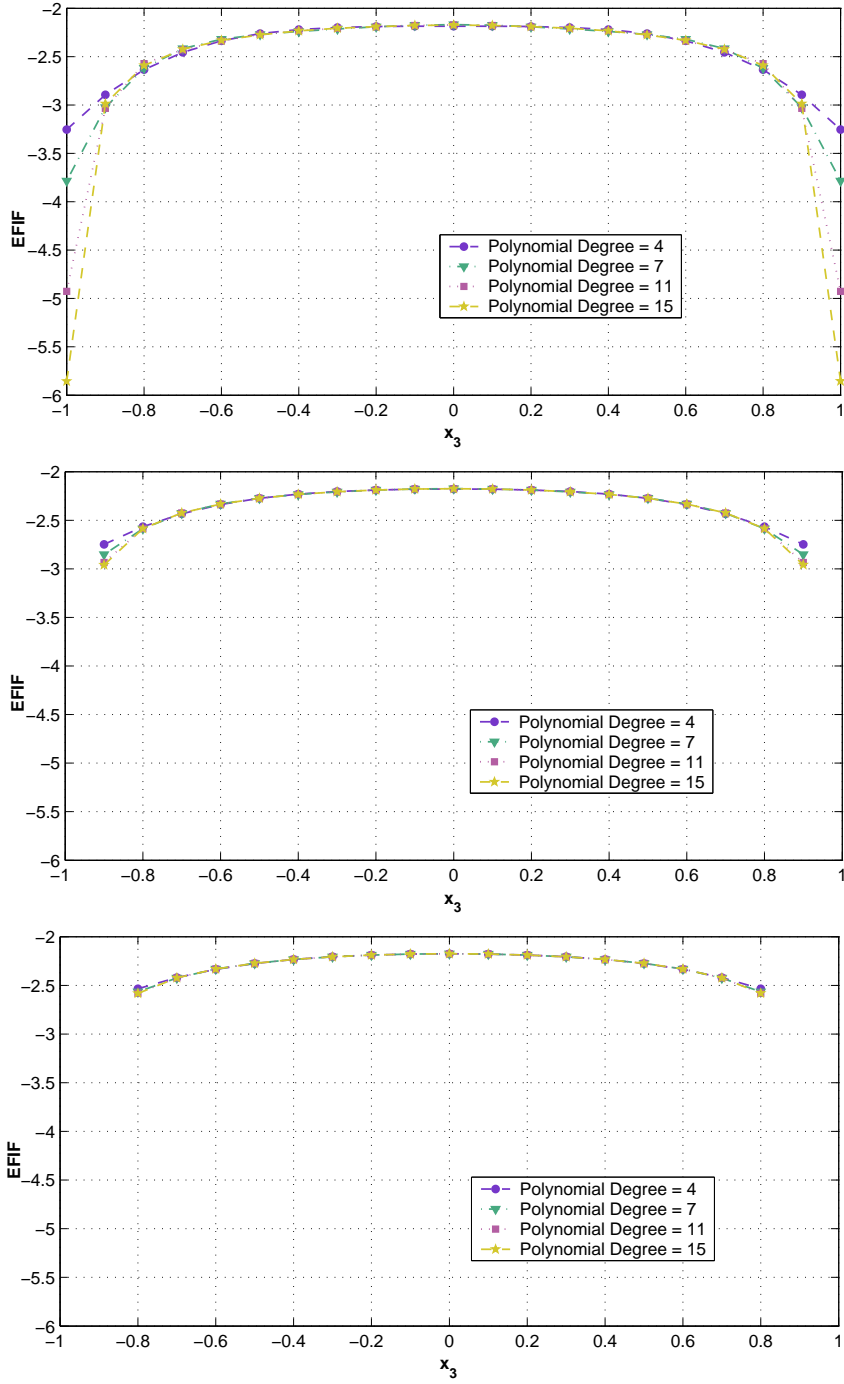 −2
−2.5
−3
−3.5
−4
−4.5
−5
−5.5
−6
EFIF
Polynomial Degree = 4
Polynomial Degree = 7
Polynomial Degree = 11
Polynomial Degree = 15
−1 −0.8 −0.6 −0.4 −0.2 0 0.2 0.4 0.6 0.8 1
x_3
−2
−2.5
−3
−3.5
−4
−4.5
−5
−5.5
−6
EFIF
Polynomial Degree = 4
Polynomial Degree = 7
Polynomial Degree = 11
Polynomial Degree = 15
−1 −0.8 −0.6 −0.4 −0.2 0 0.2 0.4 0.6 0.8 1
x_3
−2
−2.5
−3
−3.5
−4
−4.5
−5
−5.5
−6
EFIF
Polynomial Degree = 4
Polynomial Degree = 7
Polynomial Degree = 11
Polynomial Degree = 15
−1 −0.8 −0.6 −0.4 −0.2 0 0.2 0.4 0.6 0.8 1
x_3